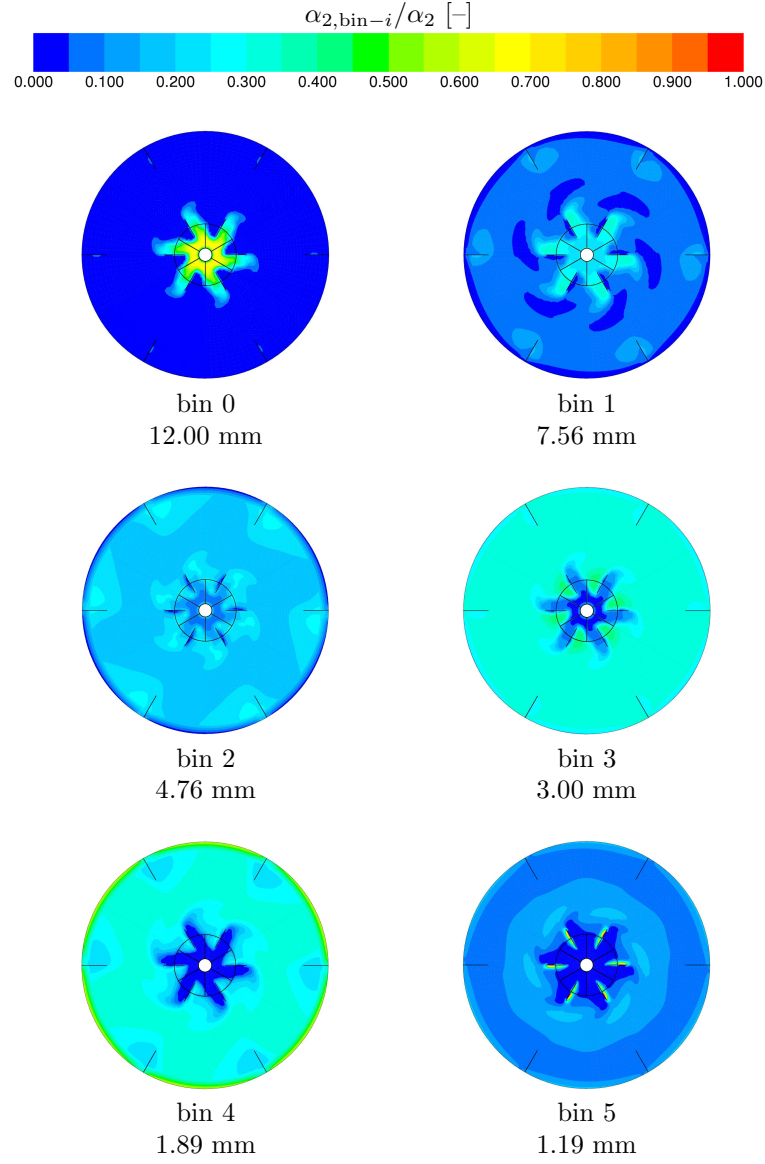 α2,bin−i/α2 [–]
0.000 0.100 0.200 0.300 0.400 0.500 0.600 0.700 0.800 0.900 1.000
bin 0 bin 1
12.00 mm 7.56 mm
bin 2 bin 3
4.76 mm 3.00 mm
bin 4 bin 5
1.89 mm 1.19 mm